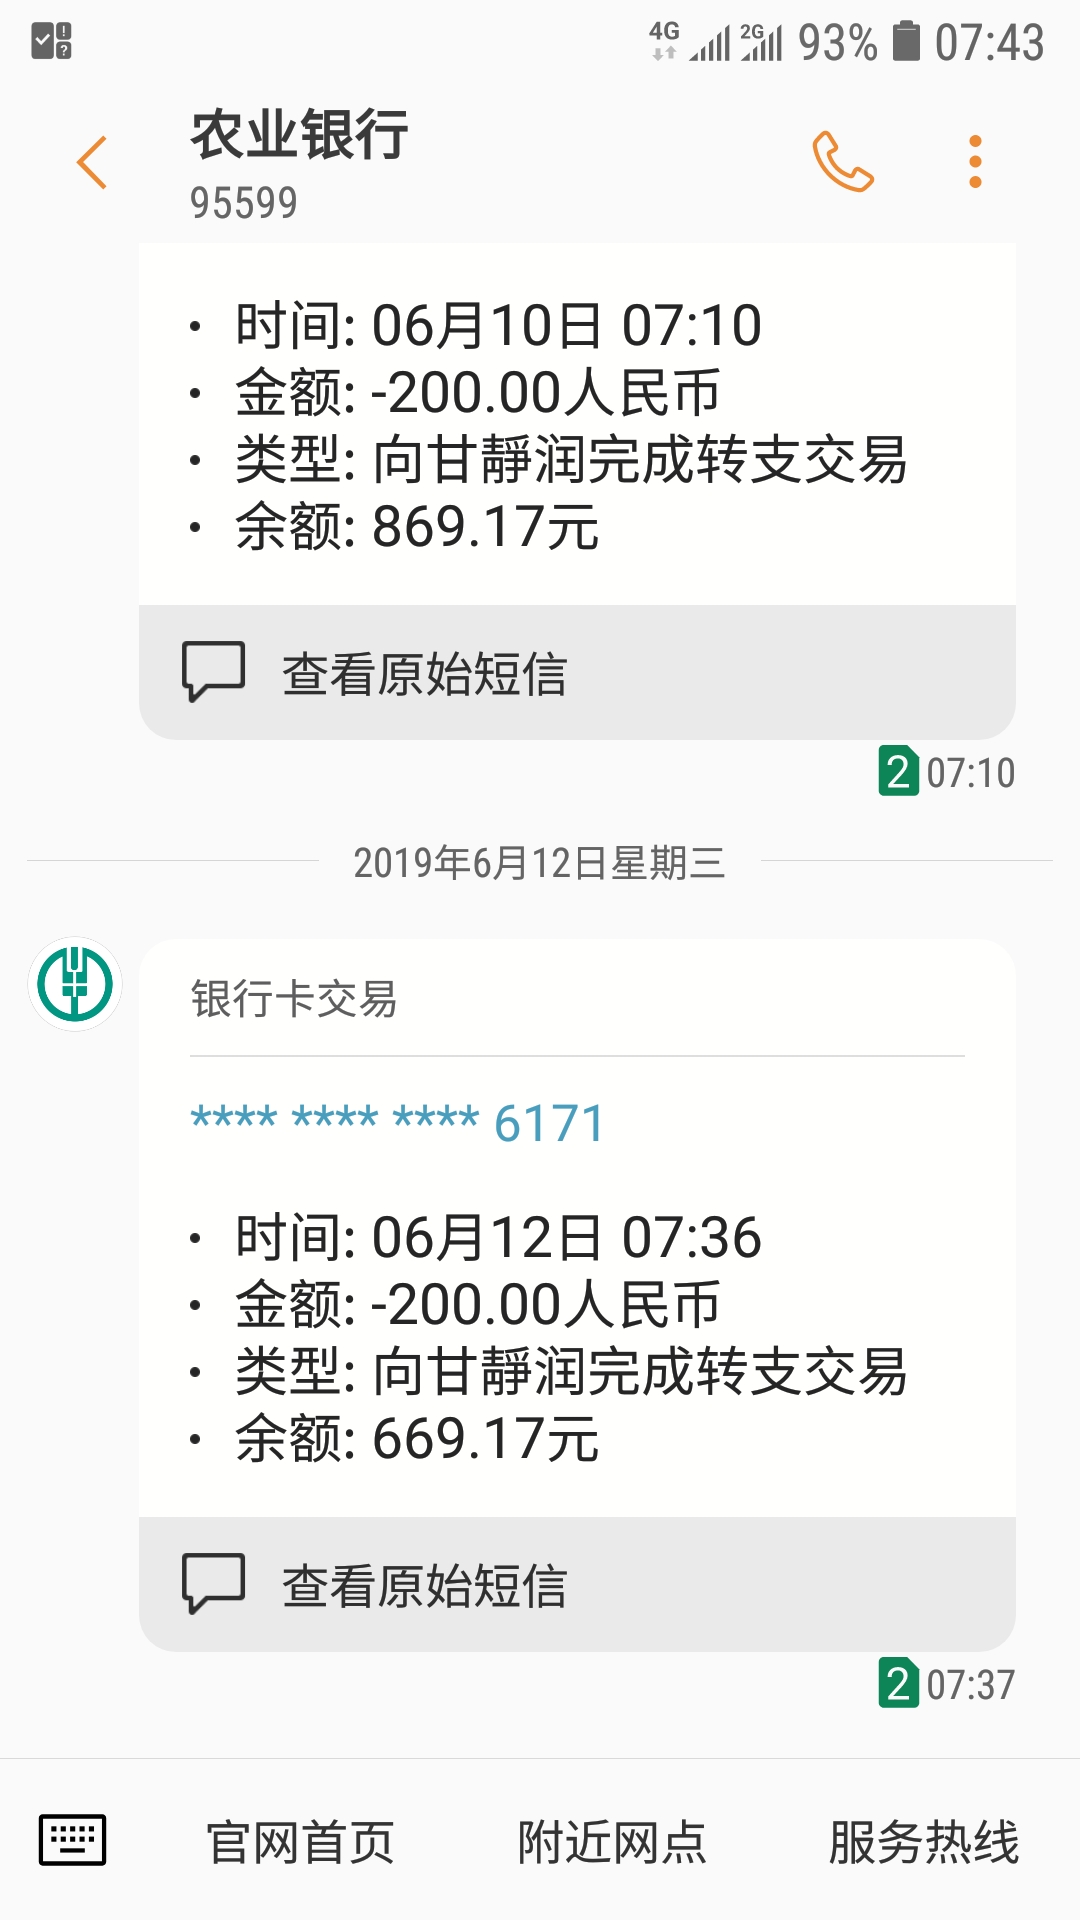 4G 2G 93% 07:43
农业银行
95599
• 时间: 06月10日 07:10
• 金额: -200.00人民币
• 类型: 向甘靜润完成转支交易
• 余额: 869.17元
查看原始短信
2 07:10
2019年6月12日星期三
银行卡交易
**** **** **** 6171
• 时间: 06月12日 07:36
• 金额: -200.00人民币
• 类型: 向甘靜润完成转支交易
• 余额: 669.17元
查看原始短信
2 07:37
官网首页 附近网点 服务热线